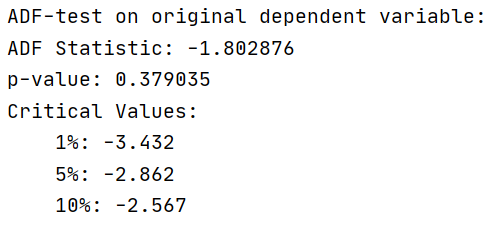 ADF-test on original dependent variable:
ADF Statistic: -1.802876
p-value: 0.379035
Critical Values:
    1%: -3.432
    5%: -2.862
    10%: -2.567